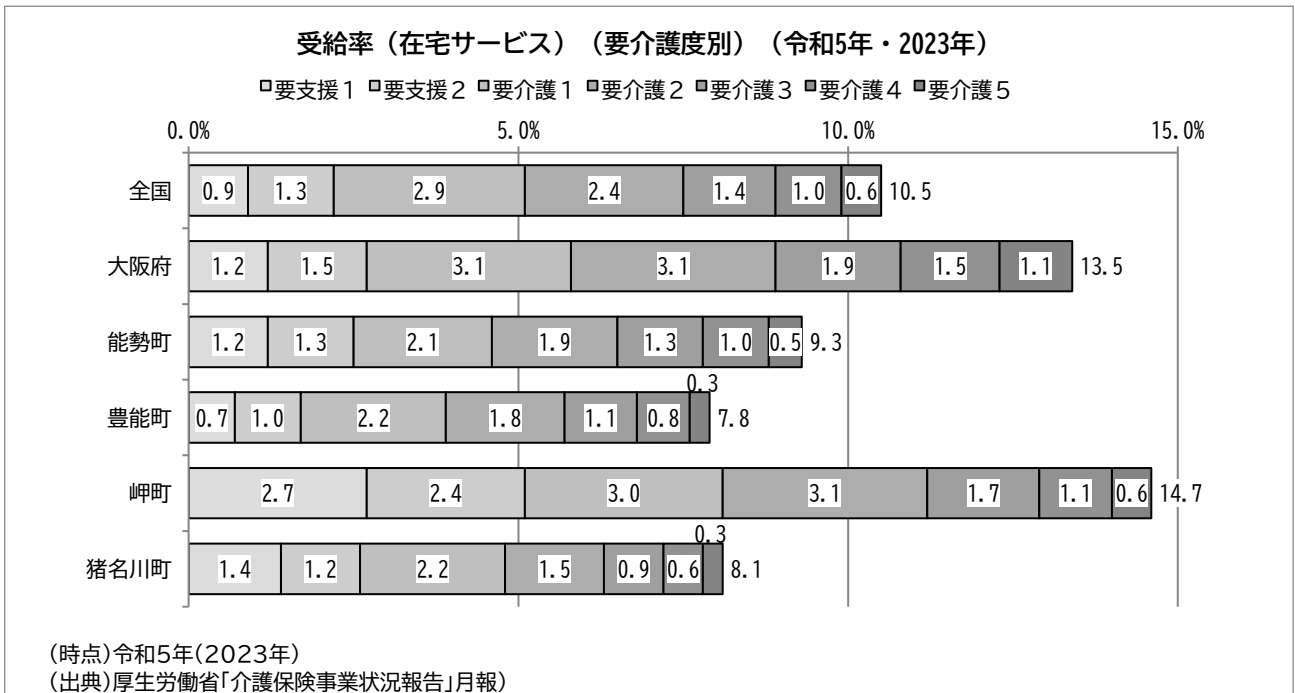 受給率（在宅サービス）（要介護度別）（令和5年・2023年）
要支援1 要支援2 要介護1 要介護2 要介護3 要介護4 要介護5
0.0% 5.0% 10.0% 15.0%
全国 0.9 1.3 2.9 2.4 1.4 1.0 0.6 10.5
大阪府 1.2 1.5 3.1 3.1 1.9 1.5 1.1 13.5
能勢町 1.2 1.3 2.1 1.9 1.3 1.0 0.5 9.3
0.3
豊能町 0.7 1.0 2.2 1.8 1.1 0.8 7.8
岬町 2.7 2.4 3.0 3.1 1.7 1.1 0.6 14.7
0.3
猪名川町 1.4 1.2 2.2 1.5 0.9 0.6 8.1
(時点)令和5年(2023年)
(出典)厚生労働省「介護保険事業状況報告」月報)